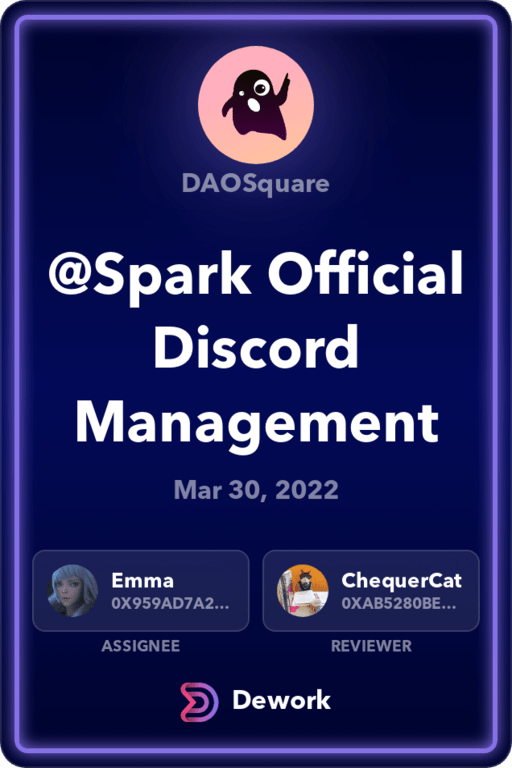 DAOSquare
@Spark Official
Discord
Management
Mar 30, 2022
Emma
0X959AD7A2...
ChequerCat
0XAB5280BE...
ASSIGNEE
REVIEWER
Dework